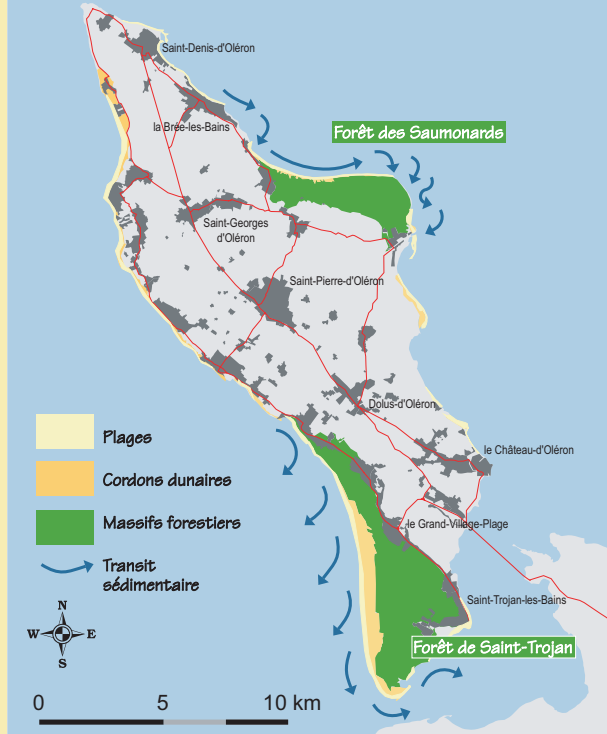 Saint-Denis-d'Oléron
la Brée-les-Bains
Forêt des Saumonards
Saint-Georges
d'Oléron
Saint-Pierre-d'Oléron
Dolus-d'Oléron
le Château-d'Oléron
le Grand-Village-Plage
Saint-Trojan-les-Bains
Forêt de Saint-Trojan
Plages
Cordons dunaires
Massifs forestiers
Transit
sédimentaire
N
W E
S
0 5 10 km